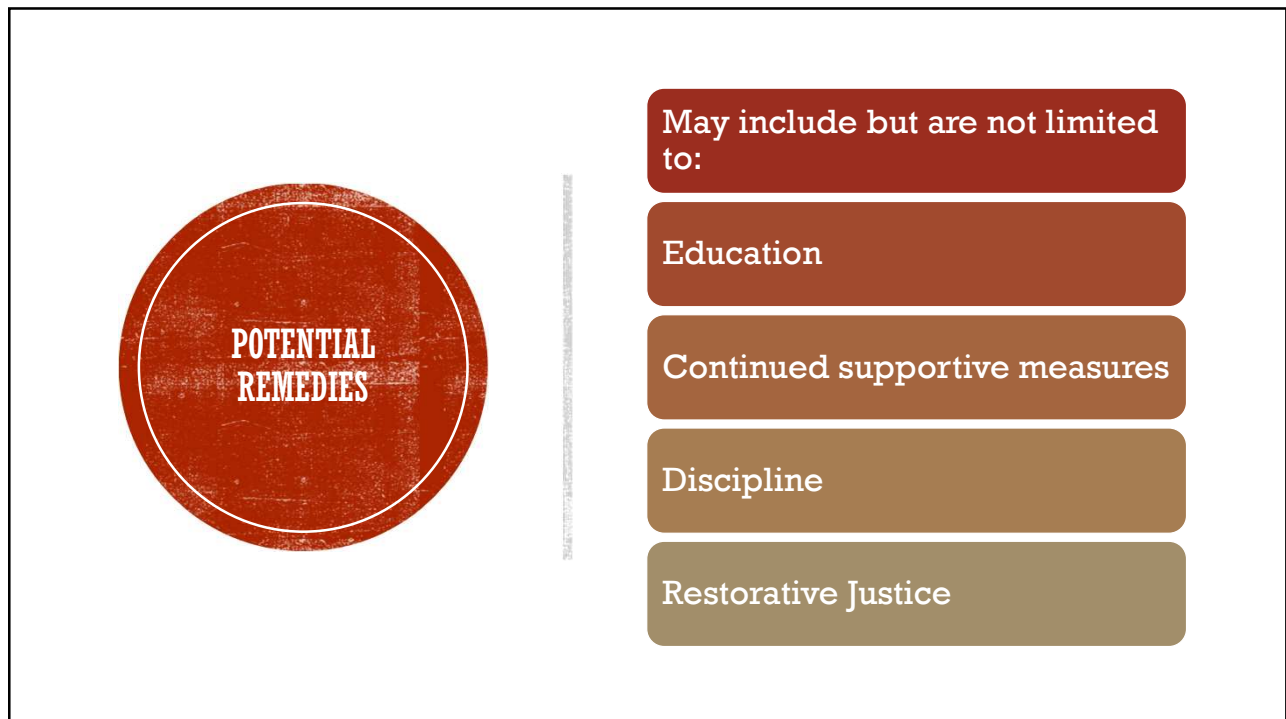 POTENTIAL
REMEDIES
May include but are not limited
to:
Education
Continued supportive measures
Discipline
Restorative Justice